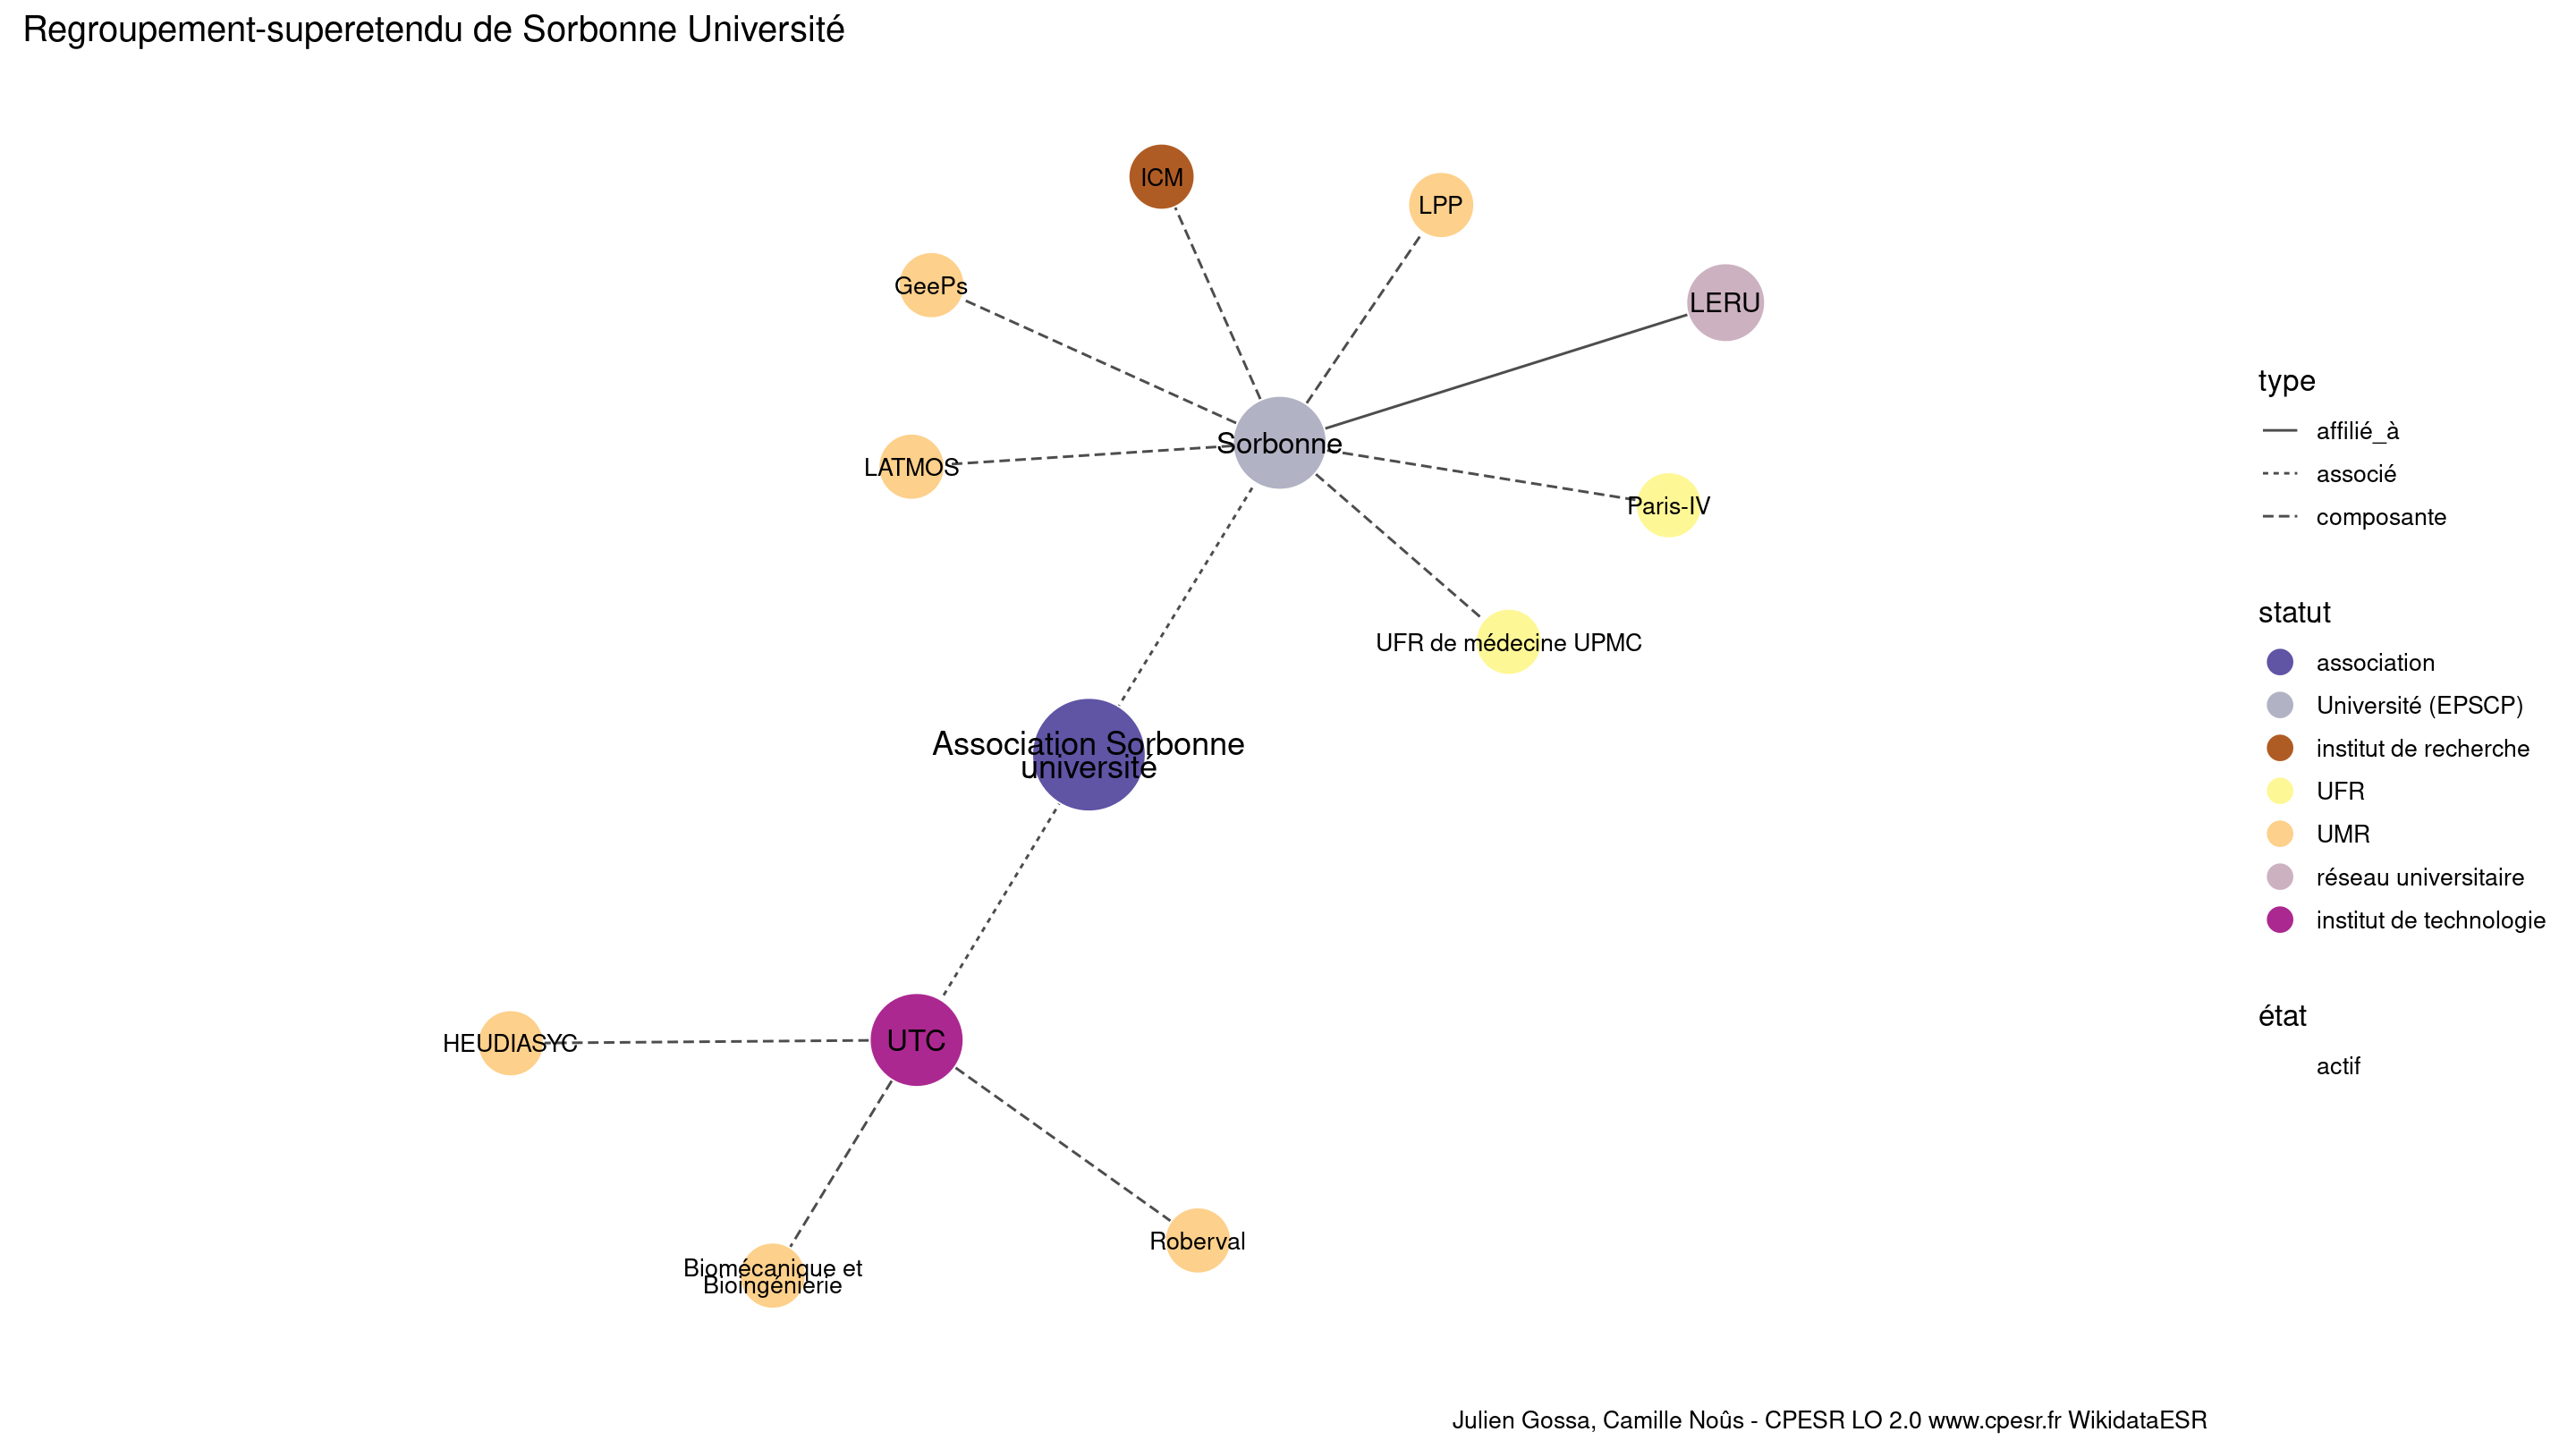 Regroupement-superetendu de Sorbonne Université
ICM
LPP
GeePs
LERU
Sorbonne
LATMOS
Paris-IV
UFR de médecine UPMC
Association Sorbonne
université
UTC
HEUDIASYC
Roberval
Biomécanique et
Bioingénierie
type
affilié_à
associé
composante
statut
association
Université (EPSCP)
institut de recherche
UFR
UMR
réseau universitaire
institut de technologie
état
actif
Julien Gossa, Camille Noûs - CPESR LO 2.0 www.cpesr.fr WikidataESR